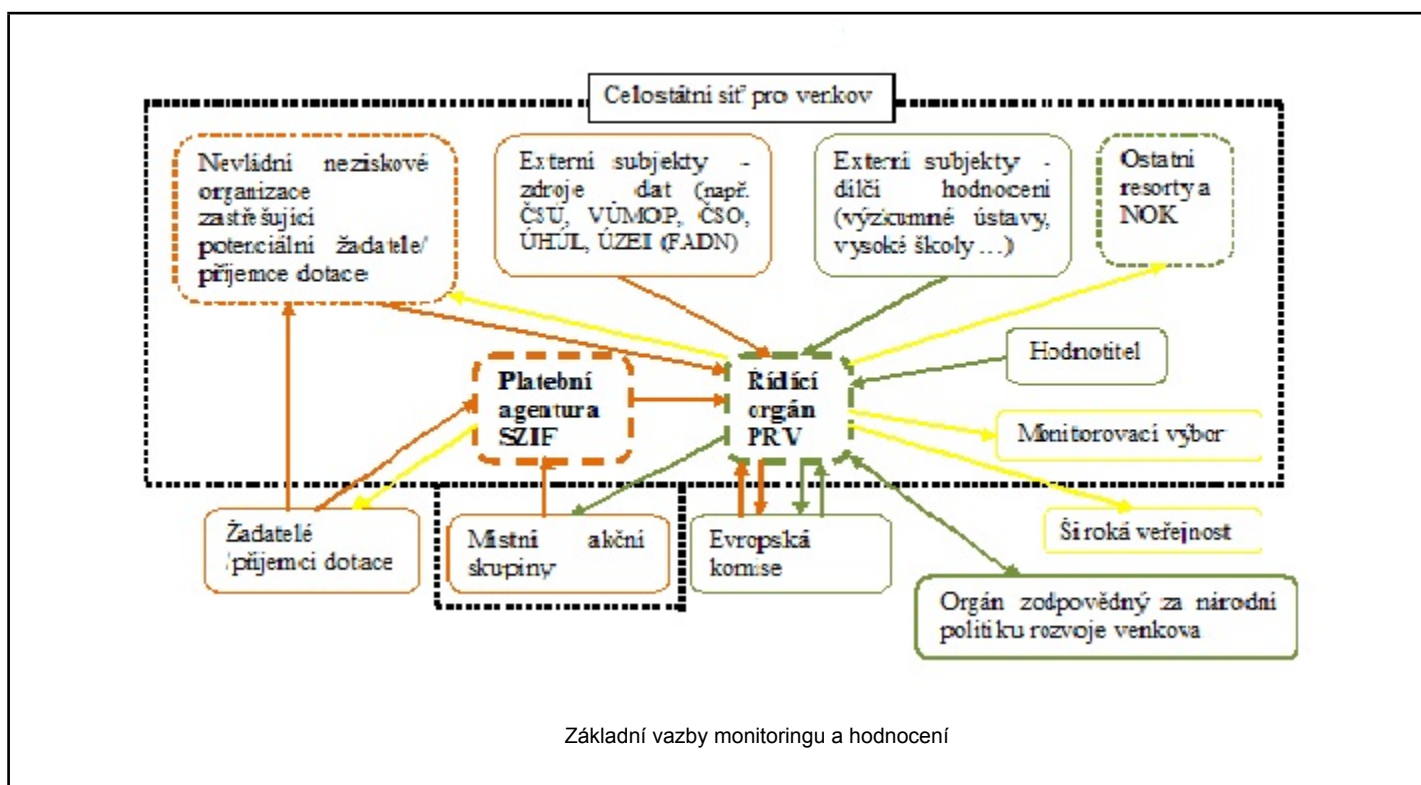 Celostátní síť pro venkov
Nevládní neziskové
organizace
zastřešující
potenciální žadatele/
příjemce dotace
Externí subjekty -
zdroje dat (např.
ČSÚ, VÚMOP, ČSO,
ÚHÚL, ÚZEI (FADN)
Externí subjekty -
dílčí hodnocení
(výzkumné ústavy,
vysoké školy …)
Ostatní
resorty a
NOK
Hodnotitel
Platební
agentura
SZIF
Řídící
orgán
PRV
Monitorovací výbor
Široká veřejnost
Žadatelé
/příjemci dotace
Místní akční
skupiny
Evropská
komise
Orgán zodpovědný za národní
politiku rozvoje venkova
Základní vazby monitoringu a hodnocení